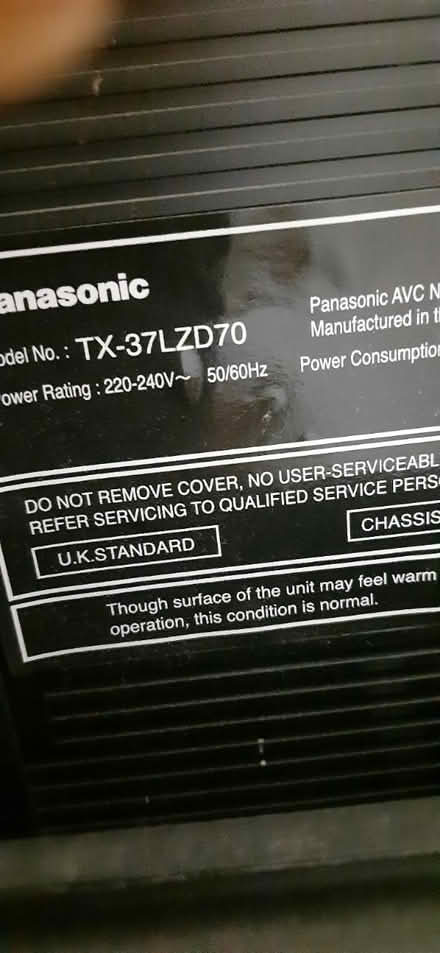 anasonic
odel No. : TX-37LZD70
ower Rating : 220-240V～ 50/60Hz
Panasonic AVC N
Manufactured in t
Power Consumption
DO NOT REMOVE COVER, NO USER-SERVICEABL
REFER SERVICING TO QUALIFIED SERVICE PERS
U.K.STANDARD
CHASSIS
Though surface of the unit may feel warm
operation, this condition is normal.